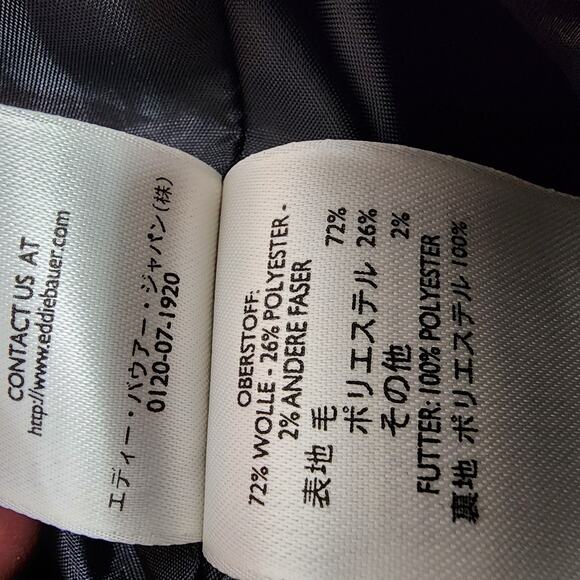 CONTACT US AT
http://www.eddiebauer.com
エディー・バウアー・ジャパン(株)
0120-07-1920
OBERSTOFF:
72% WOLLE - 26% POLYESTER -
2% ANDERE FASER
表地 毛 72%
ポリエステル 26%
その他 2%
FUTTER: 100% POLYESTER
裏地 ポリエステル 100%